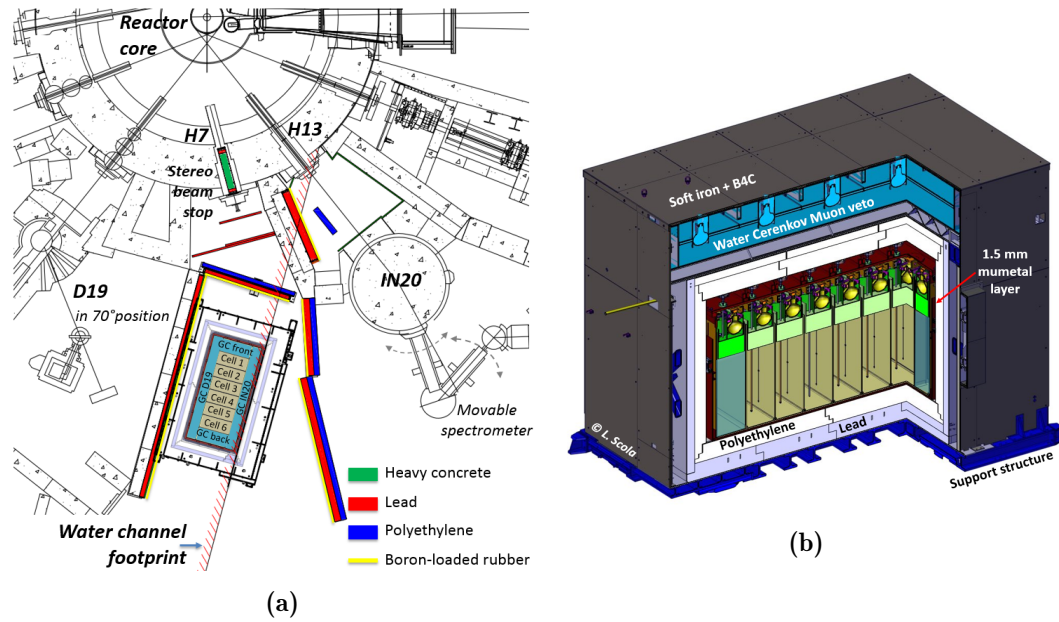 Reactor
core
H7
H13
Stereo
beam
stop
D19
in 70°position
IN20
GC front
Cell 1
Cell 2
Cell 3
Cell 4
Cell 5
Cell 6
GC back
GC D19
GC IN20
Movable
spectrometer
Heavy concrete
Lead
Polyethylene
Boron-loaded rubber
Water channel
footprint
(a)
Soft iron + B4C
Water Cerenkov Muon veto
1.5 mm
mumetal
layer
Polyethylene
Lead
© L. Scola
Support structure
(b)